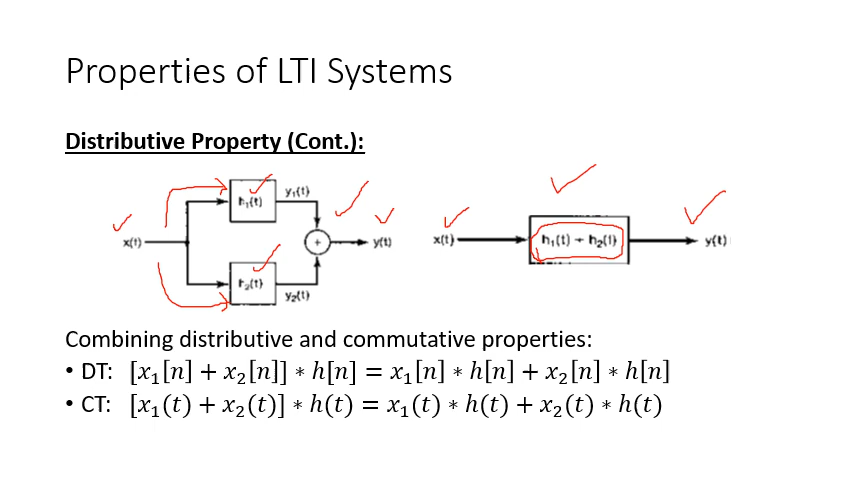 Properties of LTI Systems
Distributive Property (Cont.):
h₁(t)
y₁(t)
x(t)
+
y(t)
h₂(t)
y₂(t)
x(t)
h₁(t) + h₂(t)
y(t)
Combining distributive and commutative properties:
• DT: [x₁[n] + x₂[n]] ∗ h[n] = x₁[n] ∗ h[n] + x₂[n] ∗ h[n]
• CT: [x₁(t) + x₂(t)] ∗ h(t) = x₁(t) ∗ h(t) + x₂(t) ∗ h(t)